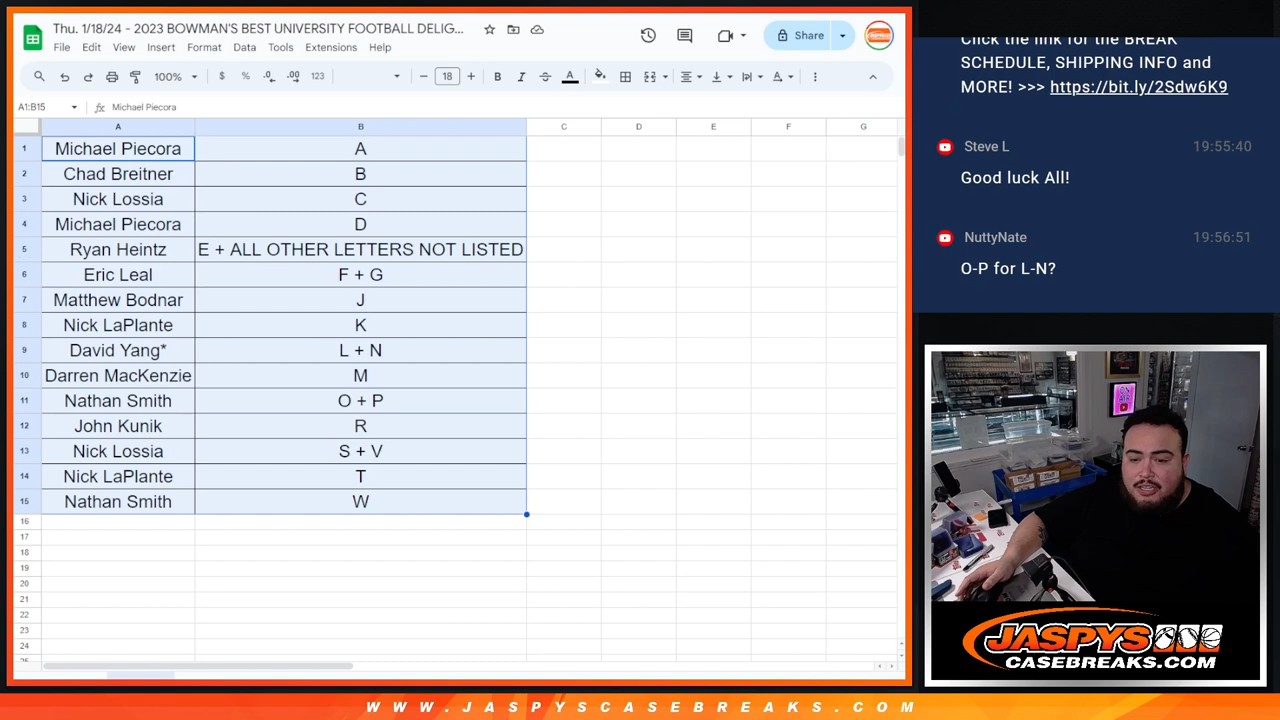 Thu. 1/18/24 - 2023 BOWMAN'S BEST UNIVERSITY FOOTBALL DELIG...
File Edit View Insert Format Data Tools Extensions Help
Share
100% $ % .0 .00 123 18 B I A
A1:B15 fx Michael Piecora
A B C D E F G
1 Michael Piecora A
2 Chad Breitner B
3 Nick Lossia C
4 Michael Piecora D
5 Ryan Heintz E + ALL OTHER LETTERS NOT LISTED
6 Eric Leal F + G
7 Matthew Bodnar J
8 Nick LaPlante K
9 David Yang* L + N
10 Darren MacKenzie M
11 Nathan Smith O + P
12 John Kunik R
13 Nick Lossia S + V
14 Nick LaPlante T
15 Nathan Smith W
16
17
18
19
20
21
22
23
24
Click the link for the BREAK
SCHEDULE, SHIPPING INFO and
MORE! >>> https://bit.ly/2Sdw6K9
Steve L 19:55:40
Good luck All!
NuttyNate 19:56:51
O-P for L-N?
ON AIR
JASPYS
CASEBREAKS.COM
WWW.JASPYSCASEBREAKS.COM